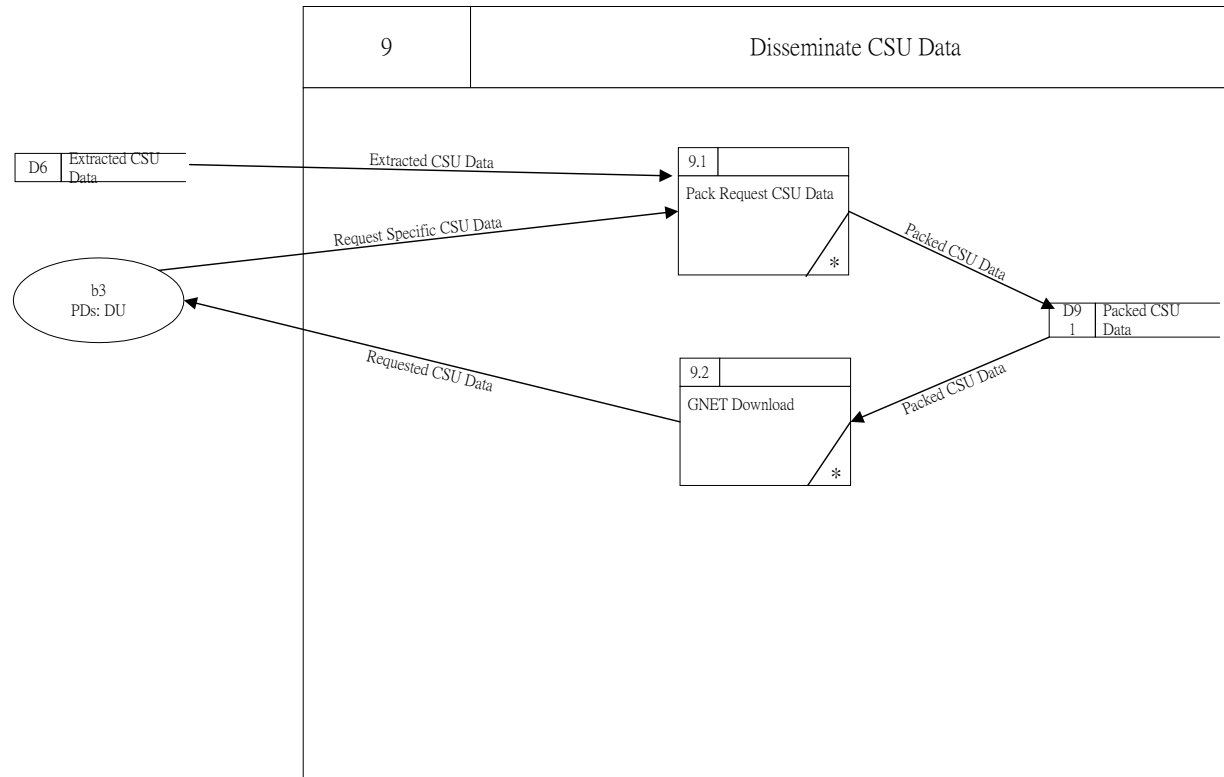 9
Disseminate CSU Data
D6
Extracted CSU
Data
Extracted CSU Data
9.1
Pack Request CSU Data
*
Request Specific CSU Data
Packed CSU Data
b3
PDs: DU
D9
1
Packed CSU
Data
Requested CSU Data
9.2
GNET Download
*
Packed CSU Data